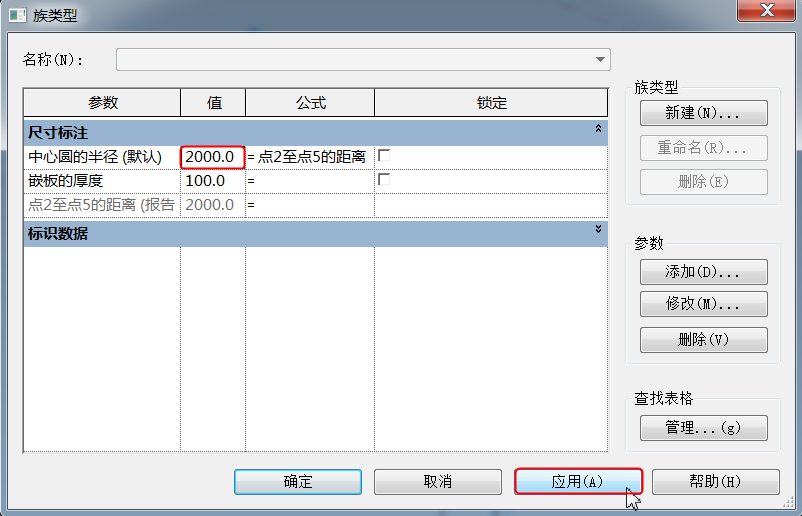 族类型
名称(N):
参数 值 公式 锁定
尺寸标注
中心圆的半径 (默认) 2000.0 = 点2至点5的距离
嵌板的厚度 100.0 =
点2至点5的距离 (报告 2000.0 =
标识数据
族类型
新建(N)...
重命名(R)...
删除(E)
参数
添加(D)...
修改(M)...
删除(V)
查找表格
管理...(g)
确定 取消 应用(A) 帮助(H)